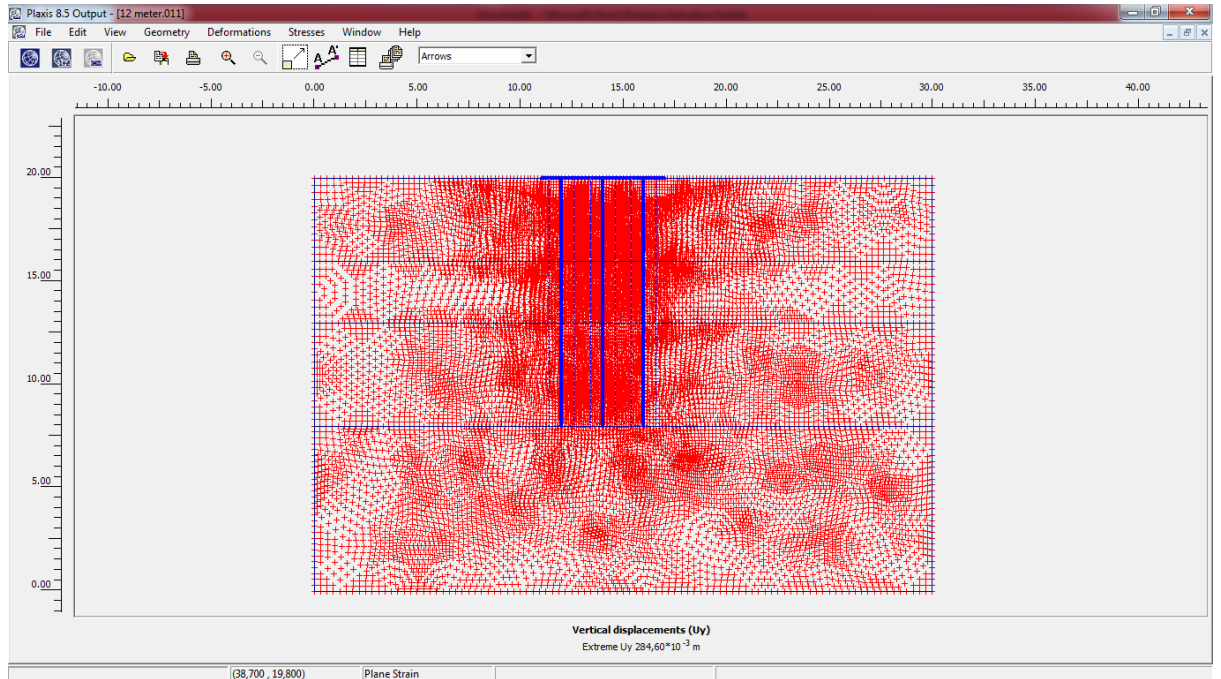 Plaxis 8.5 Output - [12 meter.011]
File Edit View Geometry Deformations Stresses Window Help
Arrows
-10.00 -5.00 0.00 5.00 10.00 15.00 20.00 25.00 30.00 35.00 40.00
20.00
15.00
10.00
5.00
0.00
Vertical displacements (Uy)
Extreme Uy 284,60*10⁻³ m
(38,700 , 19,800) Plane Strain